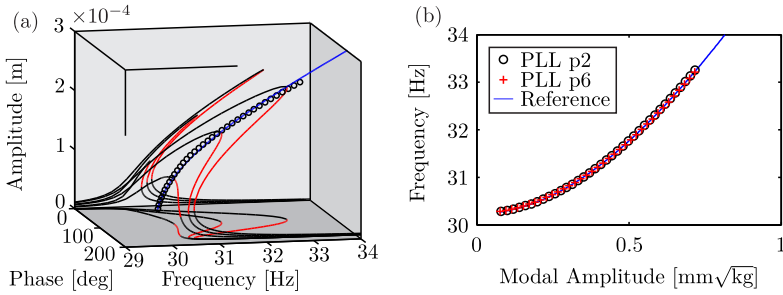 (a)
3 ×10⁻⁴
2
1
0
Amplitude [m]
0
100
200
Phase [deg]
29 30 31 32 33 34
Frequency [Hz]
(b)
34
33
32
31
30
Frequency [Hz]
PLL p2
PLL p6
Reference
0 0.5 1
Modal Amplitude [mm√kg]